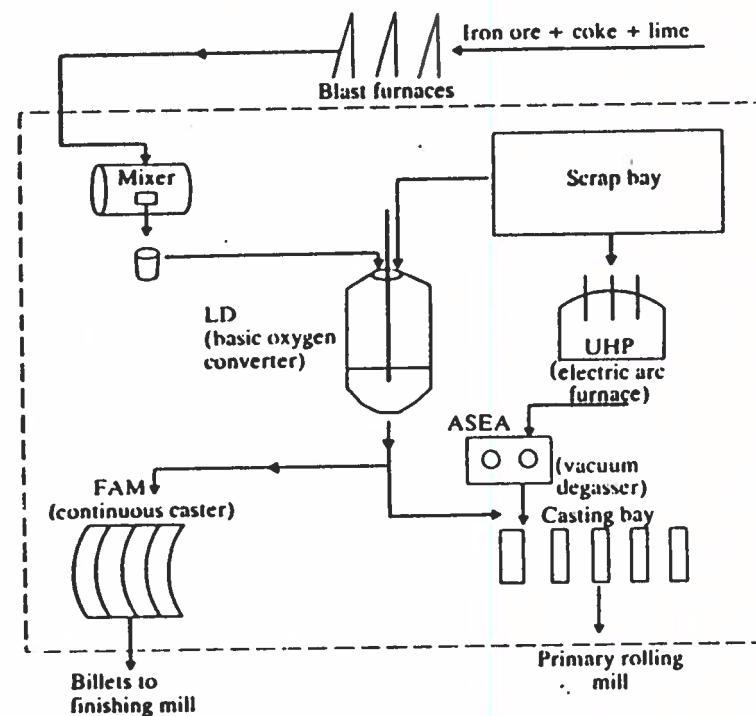 Iron ore + coke + lime
Blast furnaces
Mixer
Scrap bay
LD
(basic oxygen
converter)
UHP
(electric arc
furnace)
ASEA
(vacuum
degasser)
FAM
(continuous caster)
Casting bay
Primary rolling
mill
Billets to
finishing mill